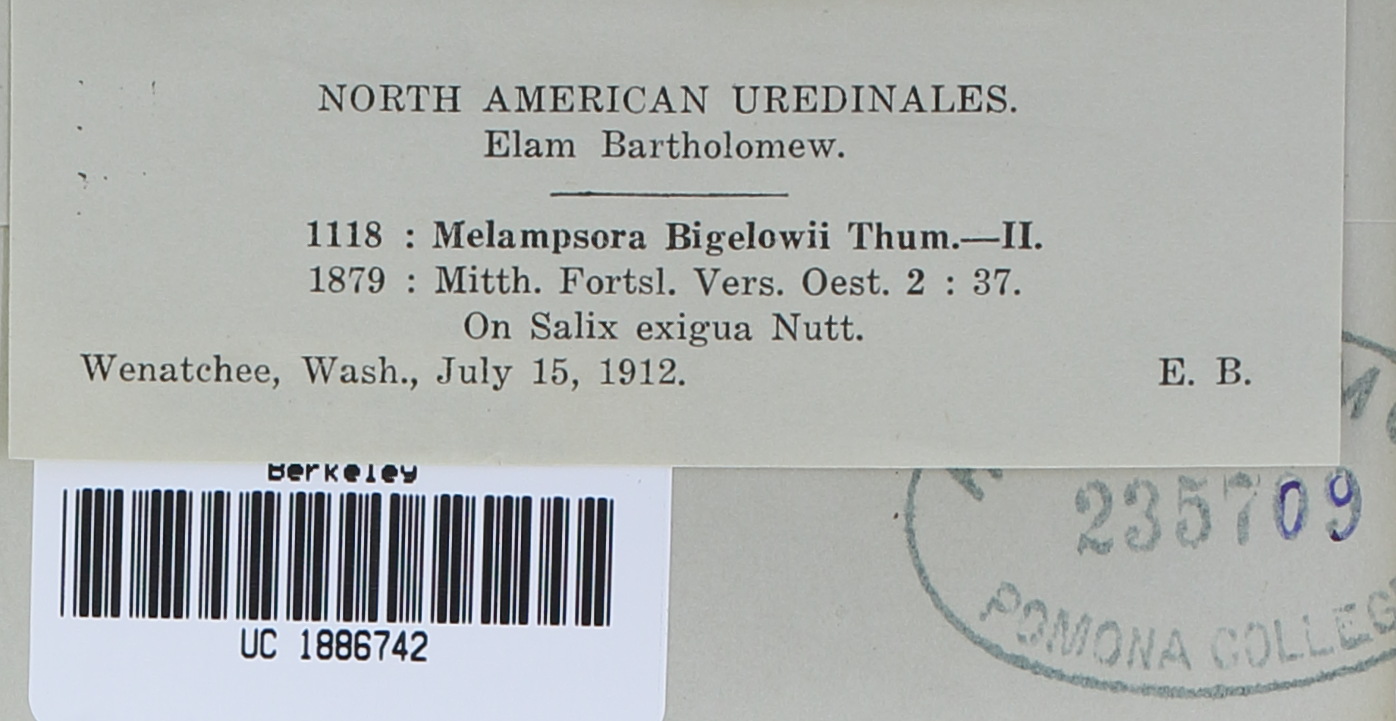 NORTH AMERICAN UREDINALES.
Elam Bartholomew.
1118 : Melampsora Bigelowii Thum.—II.
1879 : Mitth. Fortsl. Vers. Oest. 2 : 37.
On Salix exigua Nutt.
Wenatchee, Wash., July 15, 1912. E. B.
Berkeley
UC 1886742
235709
POMONA COLLEG